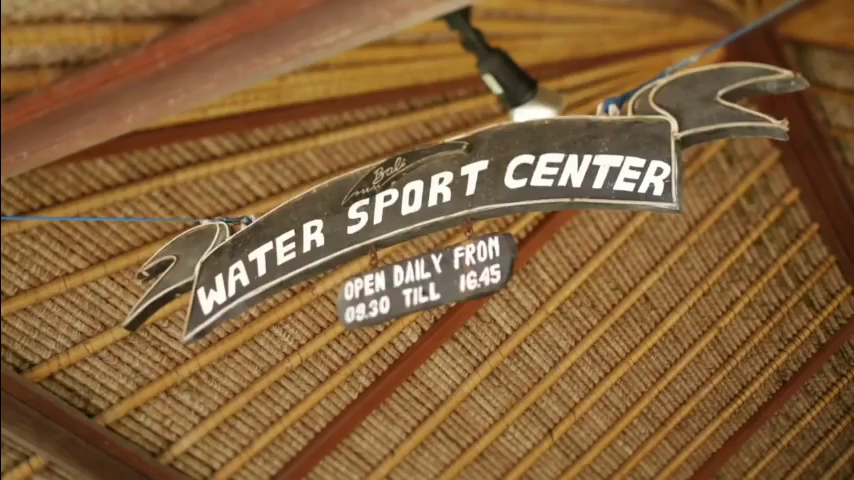 Bali
WATER SPORT CENTER
OPEN DAILY FROM
09.30 TILL 16.45